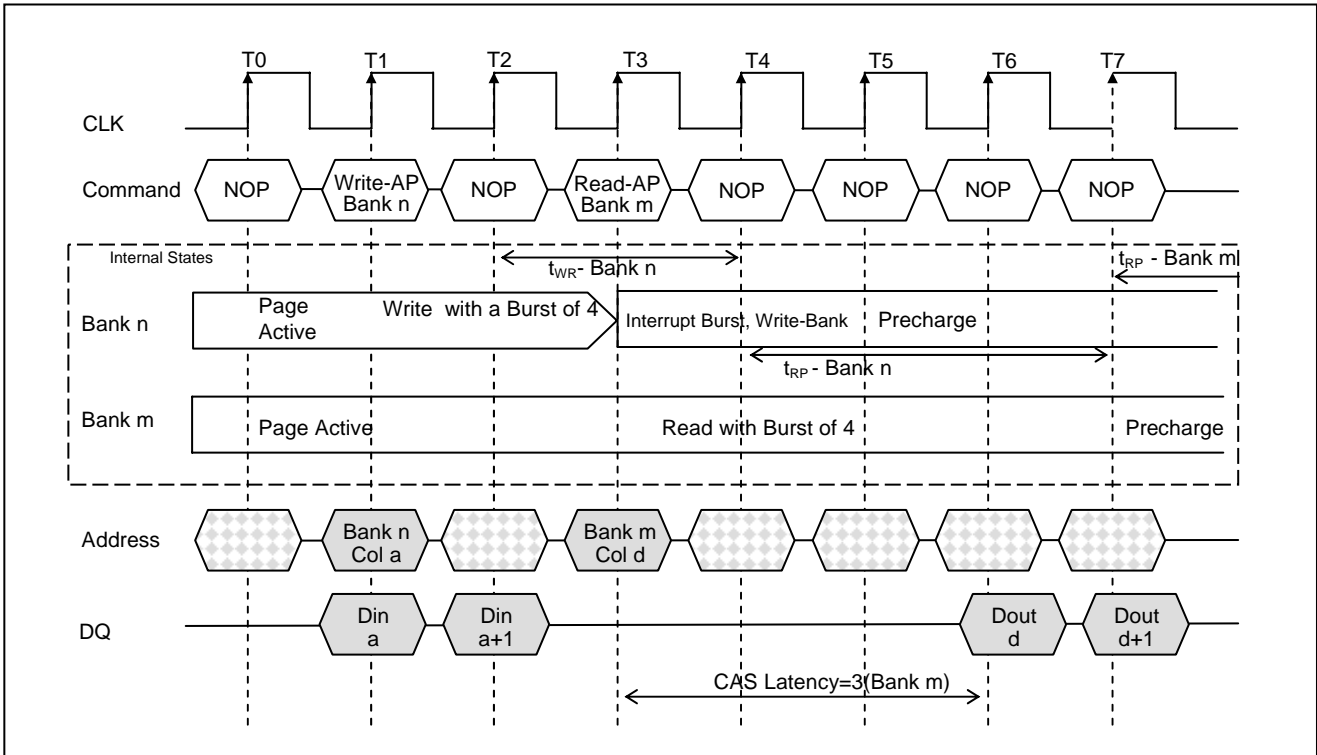 T0 T1 T2 T3 T4 T5 T6 T7
CLK
Command NOP Write-AP Bank n NOP Read-AP Bank m NOP NOP NOP NOP
Internal States
tWR- Bank n
tRP - Bank m
Bank n Page Active Write with a Burst of 4 Interrupt Burst, Write-Bank Precharge
tRP - Bank n
Bank m Page Active Read with Burst of 4 Precharge
Address Bank n Col a Bank m Col d
DQ Din a Din a+1 Dout d Dout d+1
CAS Latency=3(Bank m)